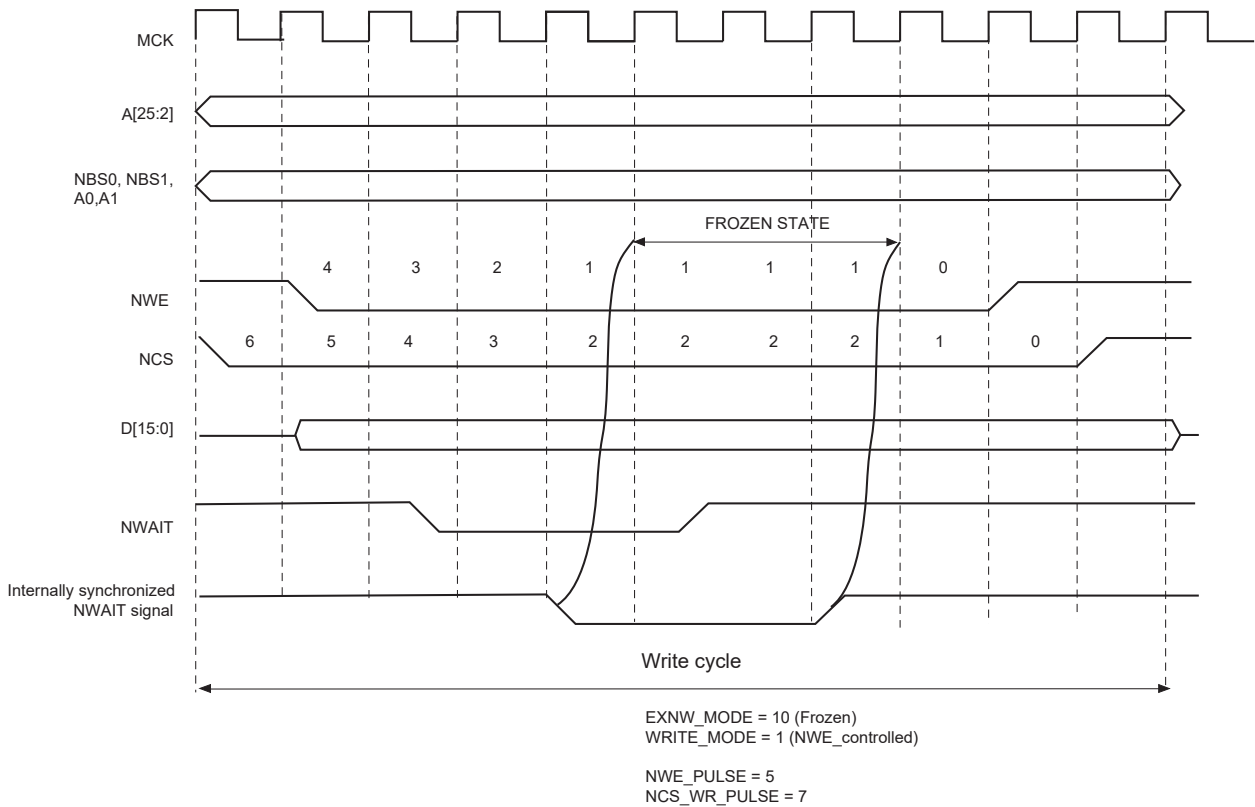 MCK
A[25:2]
NBS0, NBS1,
A0,A1
FROZEN STATE
4 3 2 1 1 1 1 0
NWE
6 5 4 3 2 2 2 2 1 0
NCS
D[15:0]
NWAIT
Internally synchronized
NWAIT signal
Write cycle
EXNW_MODE = 10 (Frozen)
WRITE_MODE = 1 (NWE_controlled)
NWE_PULSE = 5
NCS_WR_PULSE = 7